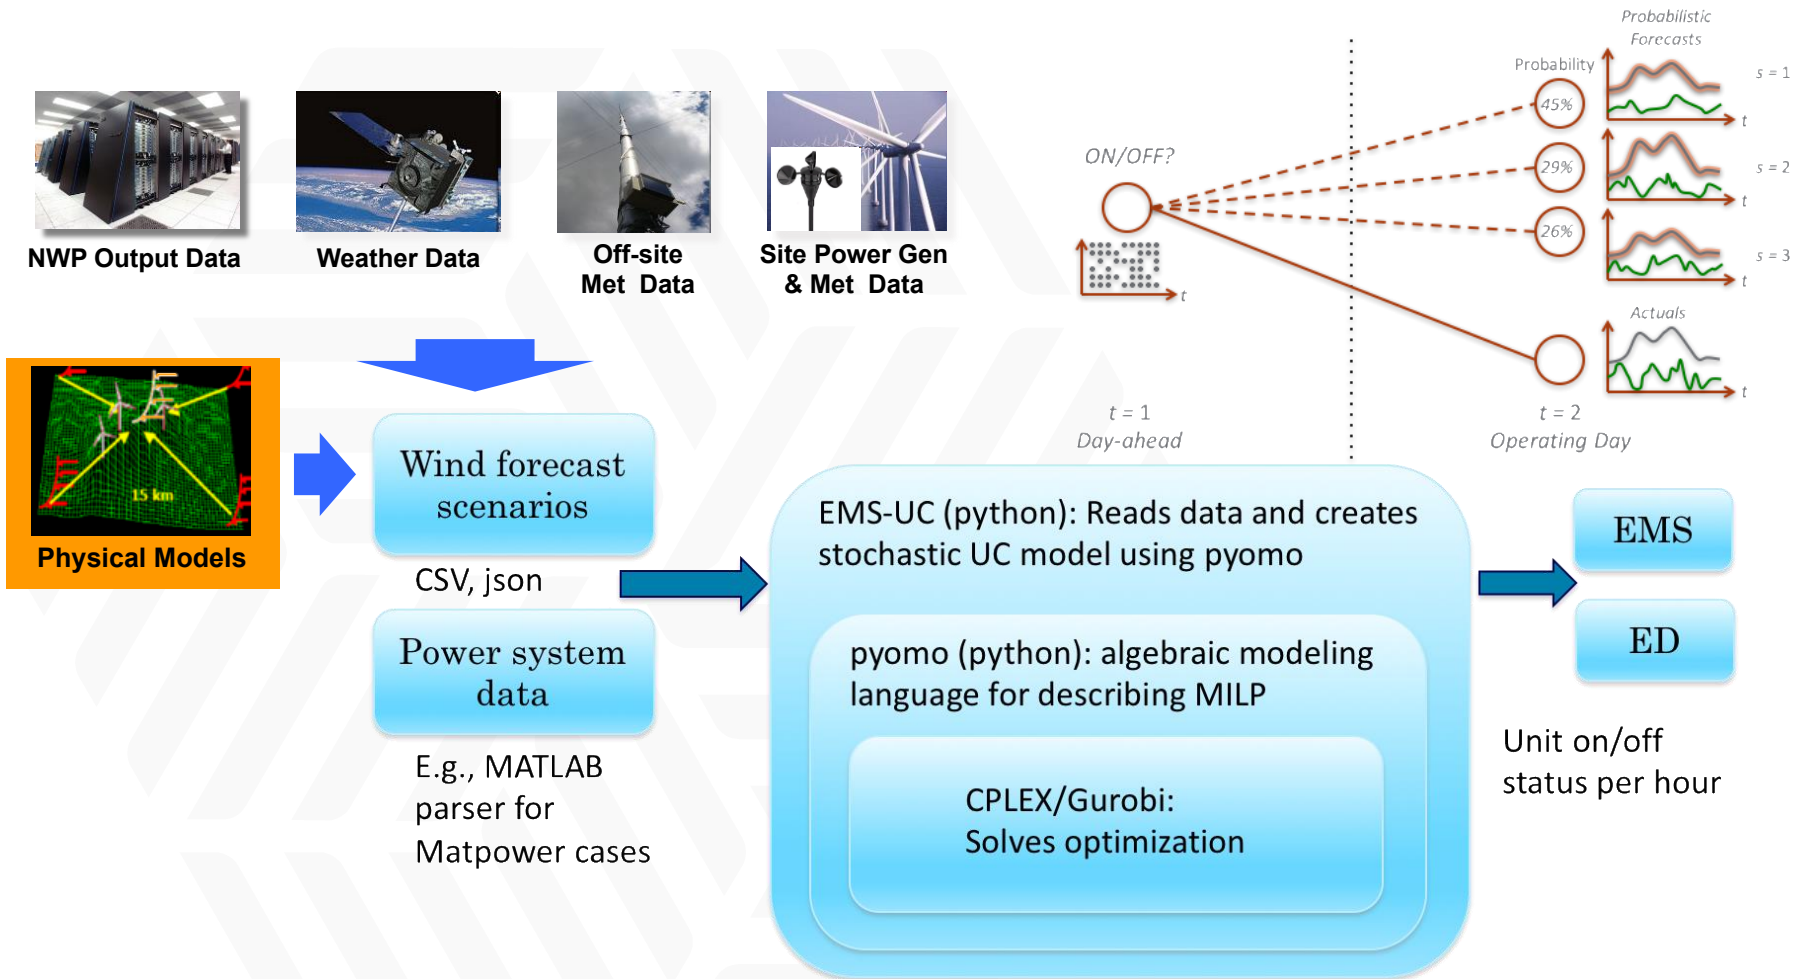 NWP Output Data
Weather Data
Off-site
Met  Data
Site Power Gen
& Met  Data
Physical Models
15 km
Wind forecast
scenarios
CSV, json
Power system
data
E.g., MATLAB
parser for
Matpower cases
Probabilistic
Forecasts
Probability
45%
s = 1
t
29%
s = 2
t
26%
s = 3
t
ON/OFF?
t
Actuals
t
t = 1
Day-ahead
t = 2
Operating Day
EMS-UC (python): Reads data and creates
stochastic UC model using pyomo
pyomo (python): algebraic modeling
language for describing MILP
CPLEX/Gurobi:
Solves optimization
EMS
ED
Unit on/off
status per hour